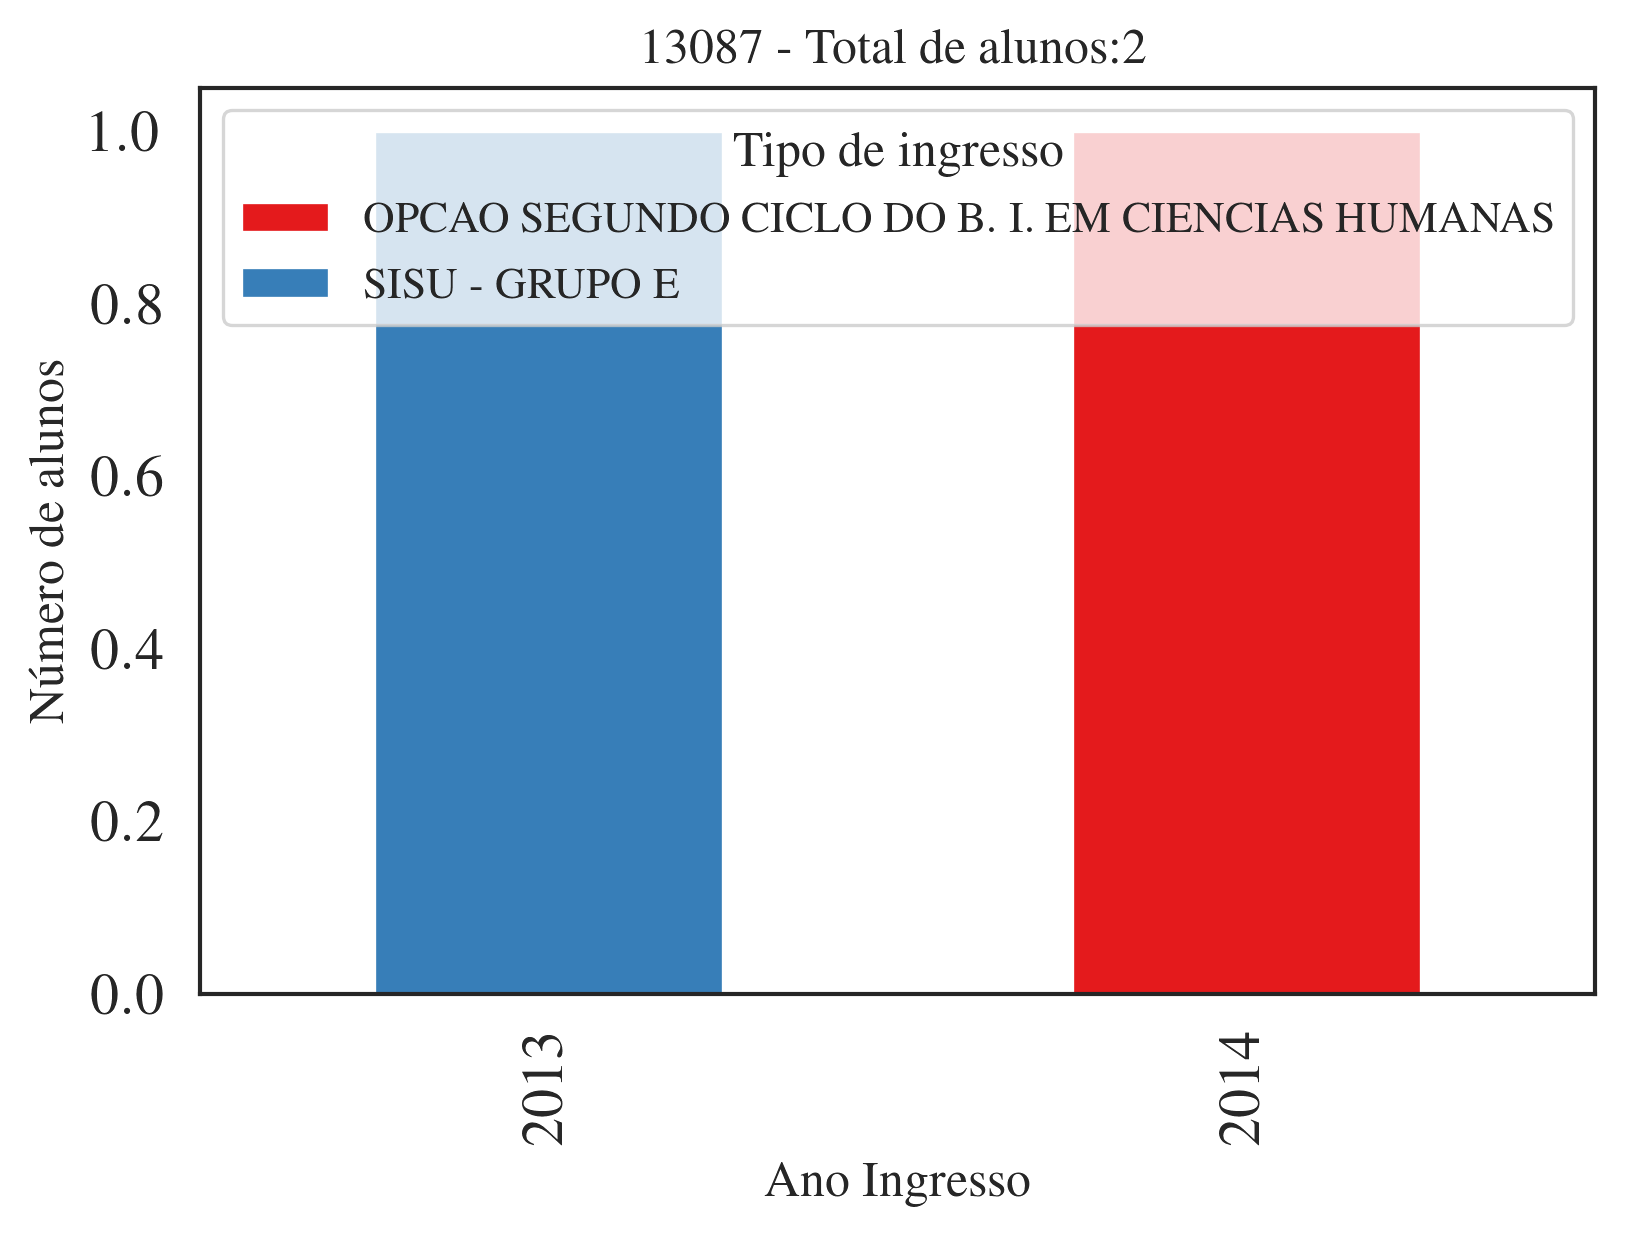 13087 - Total de alunos:2
Tipo de ingresso
OPCAO SEGUNDO CICLO DO B. I. EM CIENCIAS HUMANAS
SISU - GRUPO E
1.0
0.8
0.6
0.4
0.2
0.0
Número de alunos
2013
2014
Ano Ingresso